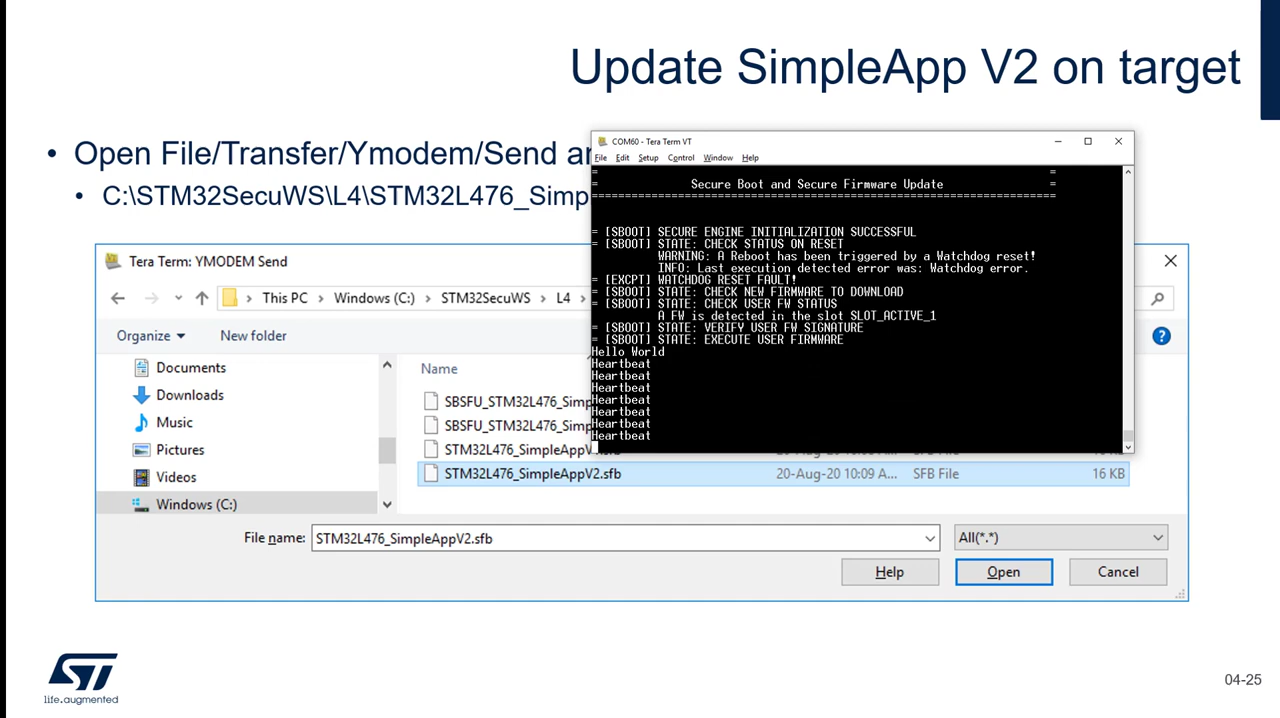 Update SimpleApp V2 on target
• Open File/Transfer/Ymodem/Send
• C:\STM32SecuWS\L4\STM32L476_Simp
COM60 - Tera Term VT
File Edit Setup Control Window Help
= =
= Secure Boot and Secure Firmware Update =
======================================================================
= [SBOOT] SECURE ENGINE INITIALIZATION SUCCESSFUL
= [SBOOT] STATE: CHECK STATUS ON RESET
WARNING: A Reboot has been triggered by a Watchdog reset!
INFO: Last execution detected error was: Watchdog error.
= [EXCPT] WATCHDOG RESET FAULT!
= [SBOOT] STATE: CHECK NEW FIRMWARE TO DOWNLOAD
= [SBOOT] STATE: CHECK USER FW STATUS
A FW is detected in the slot SLOT_ACTIVE_1
= [SBOOT] STATE: VERIFY USER FW SIGNATURE
= [SBOOT] STATE: EXECUTE USER FIRMWARE
Hello World
Heartbeat
Heartbeat
Heartbeat
Heartbeat
Heartbeat
Heartbeat
Heartbeat
Tera Term: YMODEM Send
This PC > Windows (C:) > STM32SecuWS > L4 >
Organize New folder
Documents
Downloads
Music
Pictures
Videos
Windows (C:)
Name
SBSFU_STM32L476_Simp
SBSFU_STM32L476_Simp
STM32L476_SimpleAppV1.sfb
STM32L476_SimpleAppV2.sfb 20-Aug-20 10:09 A... SFB File 16 KB
File name: STM32L476_SimpleAppV2.sfb All(*.*)
Help Open Cancel
ST
life.augmented
04-25